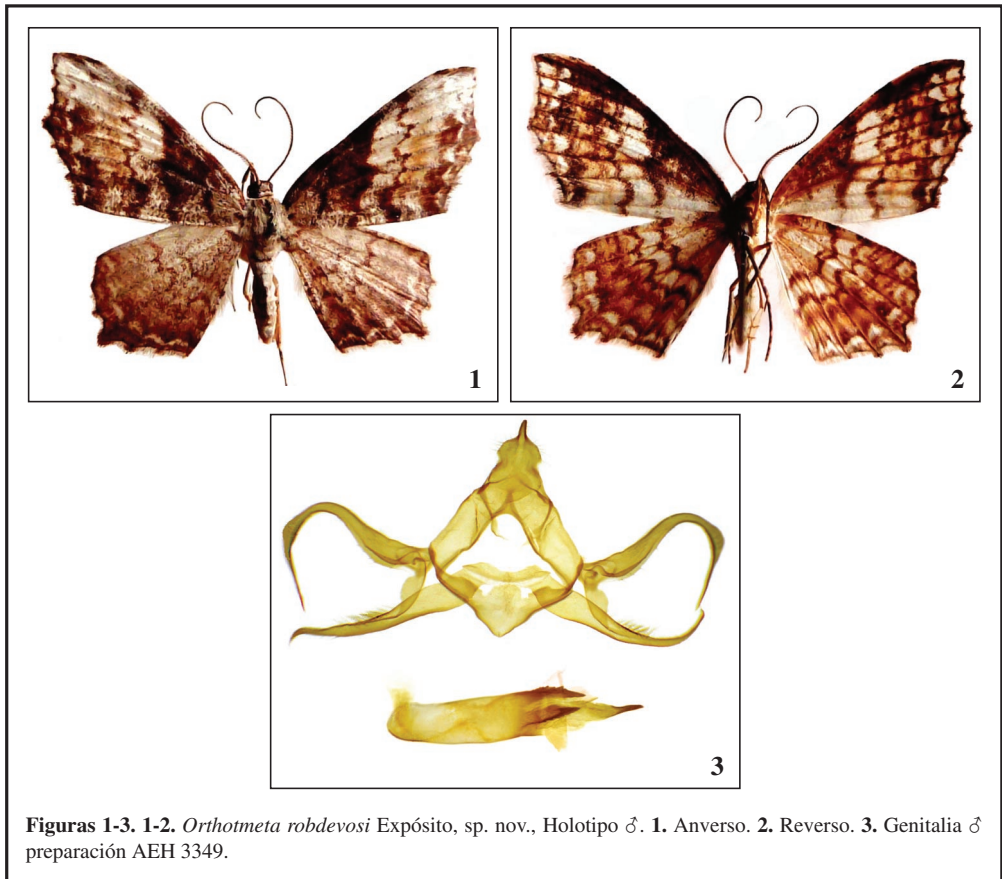 1
2
3
Figuras 1-3. 1-2. Orthotmeta robdevosi Expósito, sp. nov., Holotipo ♂. 1. Anverso. 2. Reverso. 3. Genitalia ♂
preparación AEH 3349.